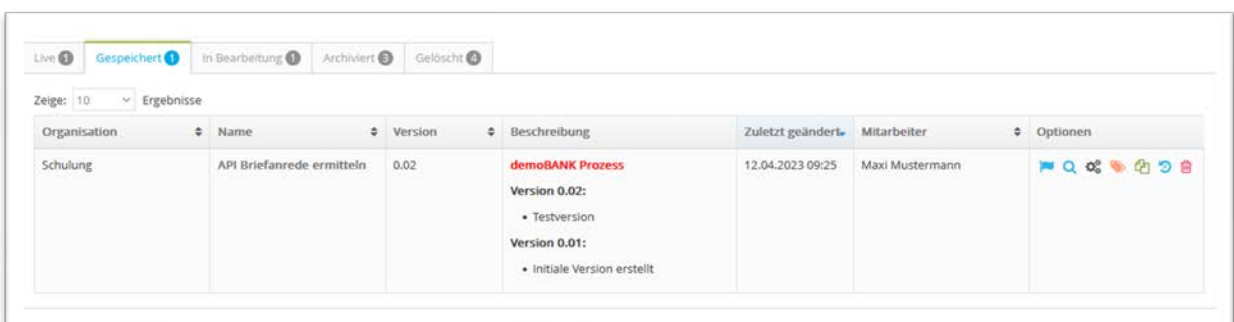 Live 1 Gespeichert 1 In Bearbeitung 1 Archiviert 3 Gelöscht 4
Zeige: 10 Ergebnisse
Organisation Name Version Beschreibung Zuletzt geändert Mitarbeiter Optionen
Schulung API Briefanrede ermitteln 0.02 demoBANK Prozess 12.04.2023 09:25 Maxi Mustermann
Version 0.02:
• Testversion
Version 0.01:
• Initiale Version erstellt